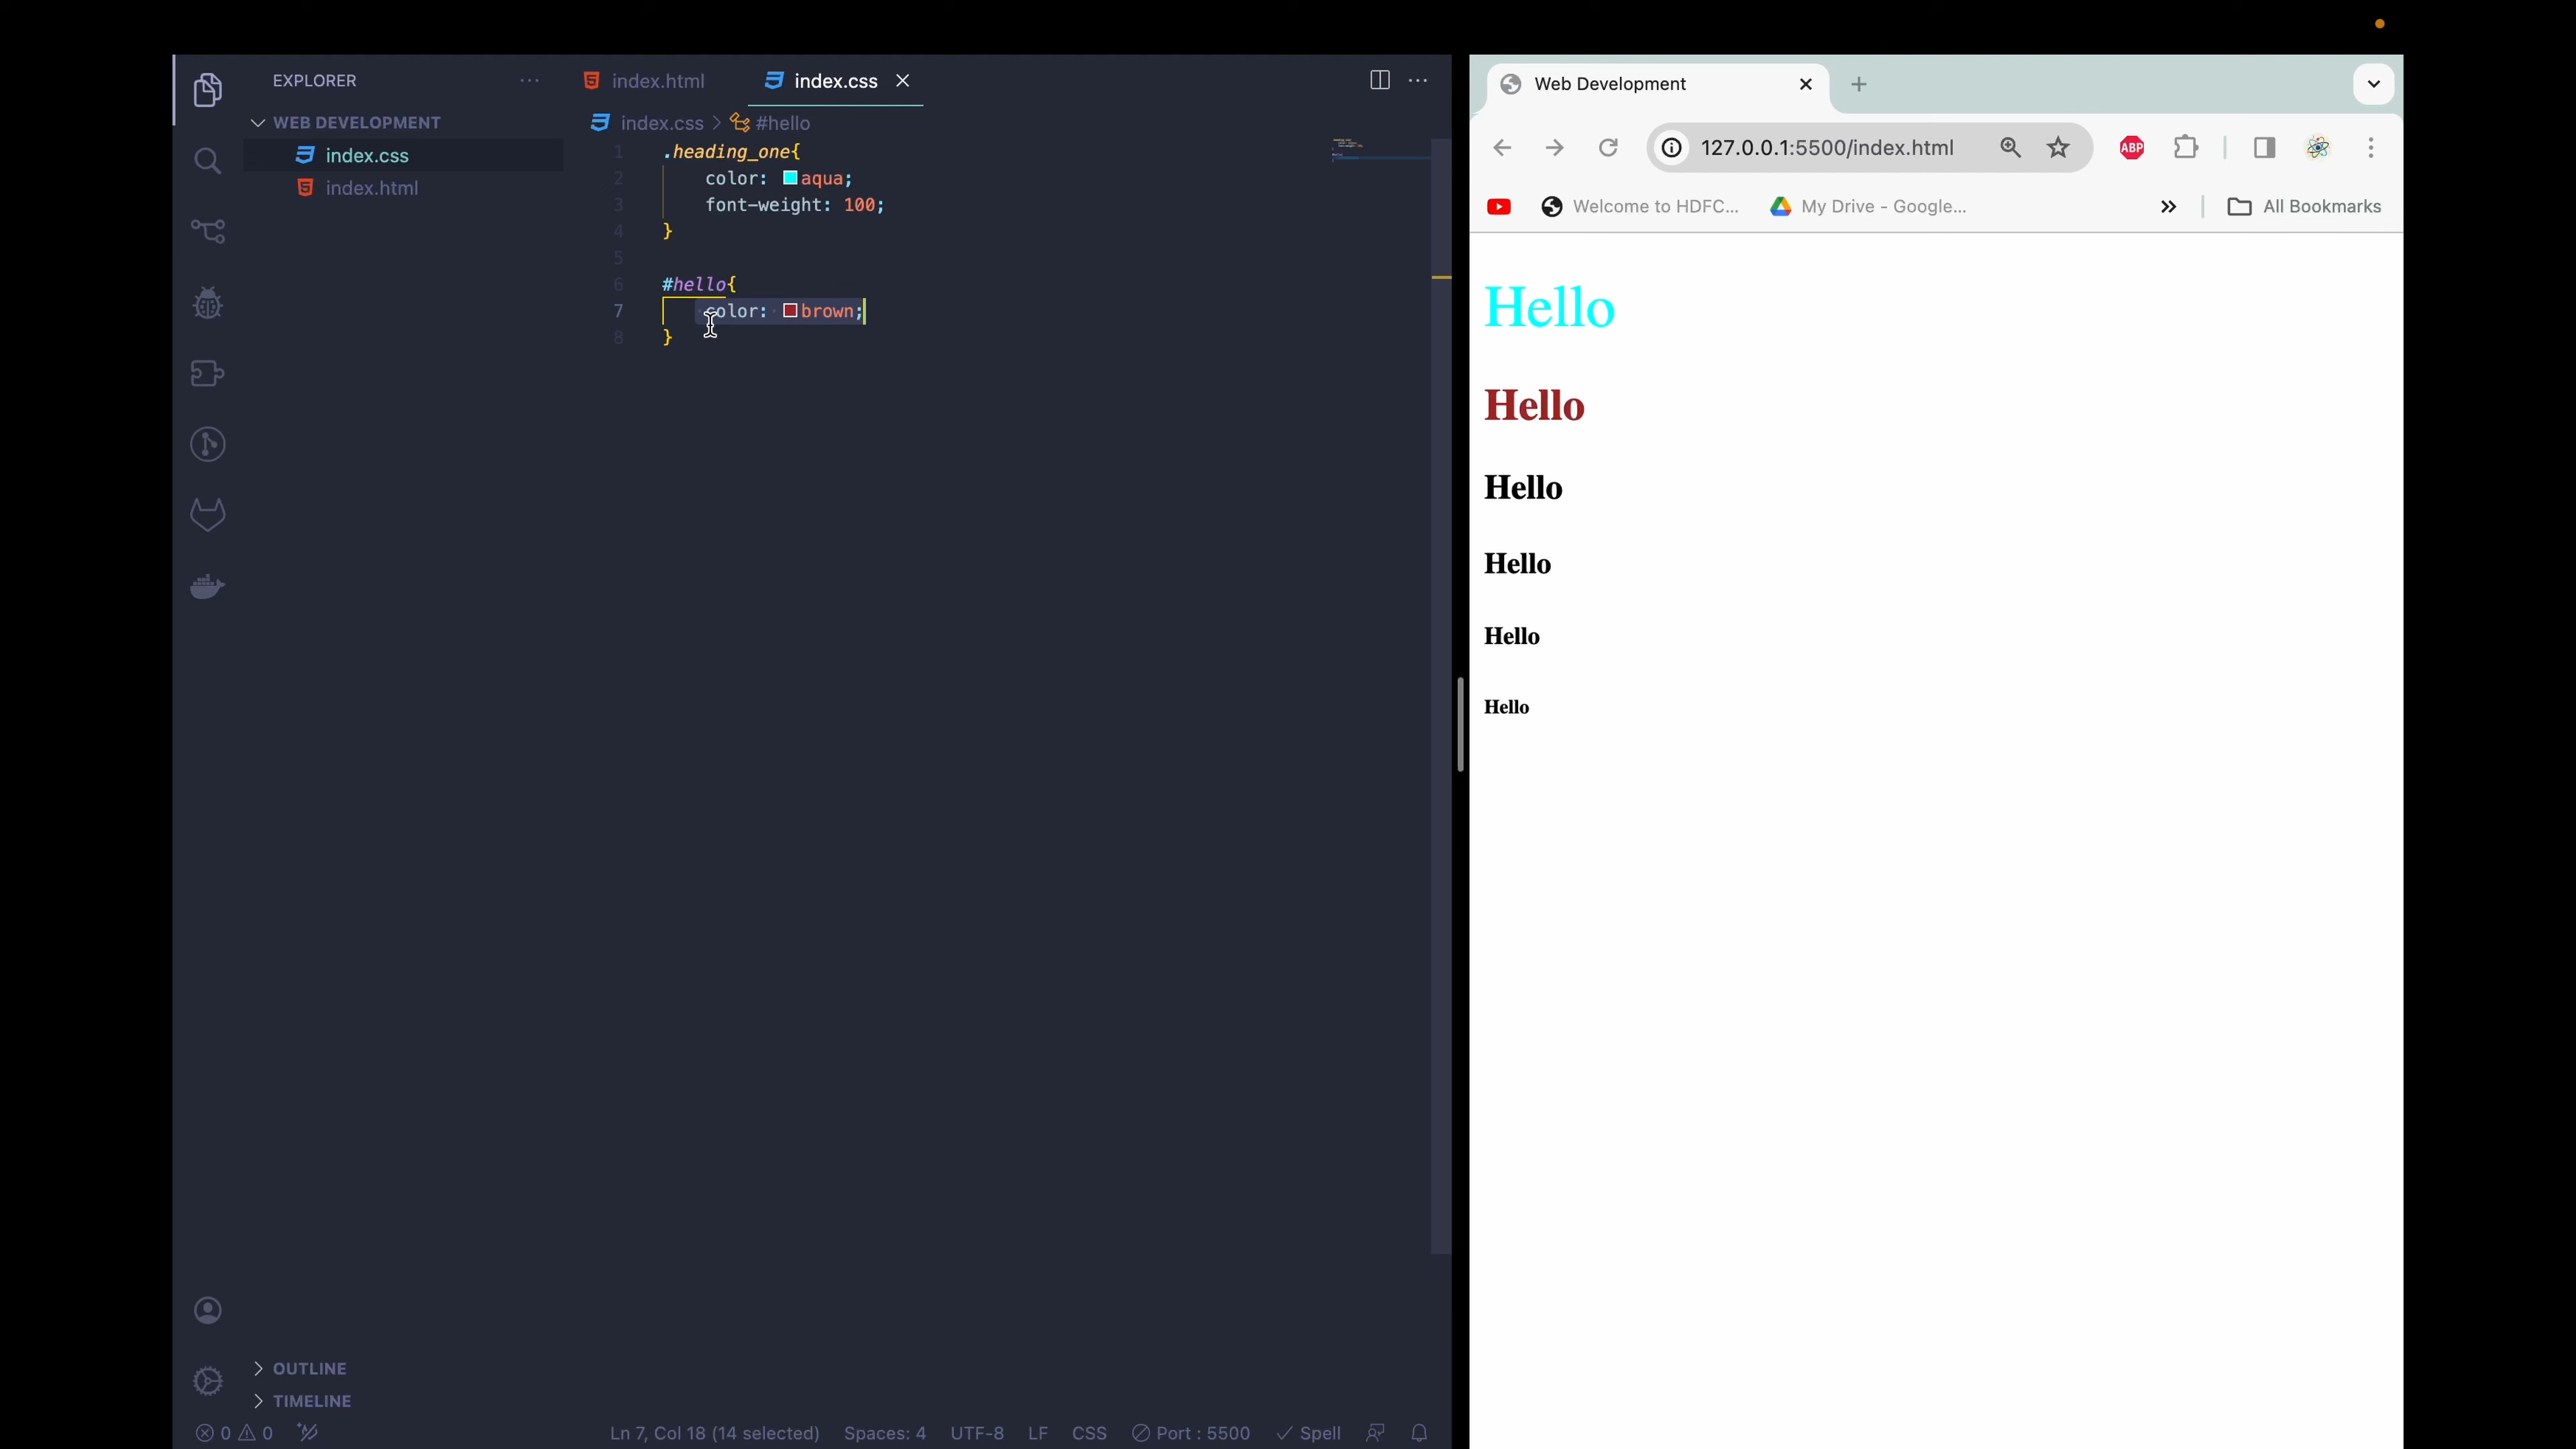 EXPLORER
WEB DEVELOPMENT
index.css
index.html
OUTLINE
TIMELINE
index.html
index.css
index.css > #hello
1 .heading_one{
2 color: aqua;
3 font-weight: 100;
4 }
5
6 #hello{
7 color: brown;
8 }
0 0
Ln 7, Col 18 (14 selected) Spaces: 4 UTF-8 LF CSS Port : 5500 Spell
Web Development
127.0.0.1:5500/index.html
ABP
Welcome to HDFC... My Drive - Google... » All Bookmarks
Hello
Hello
Hello
Hello
Hello
Hello